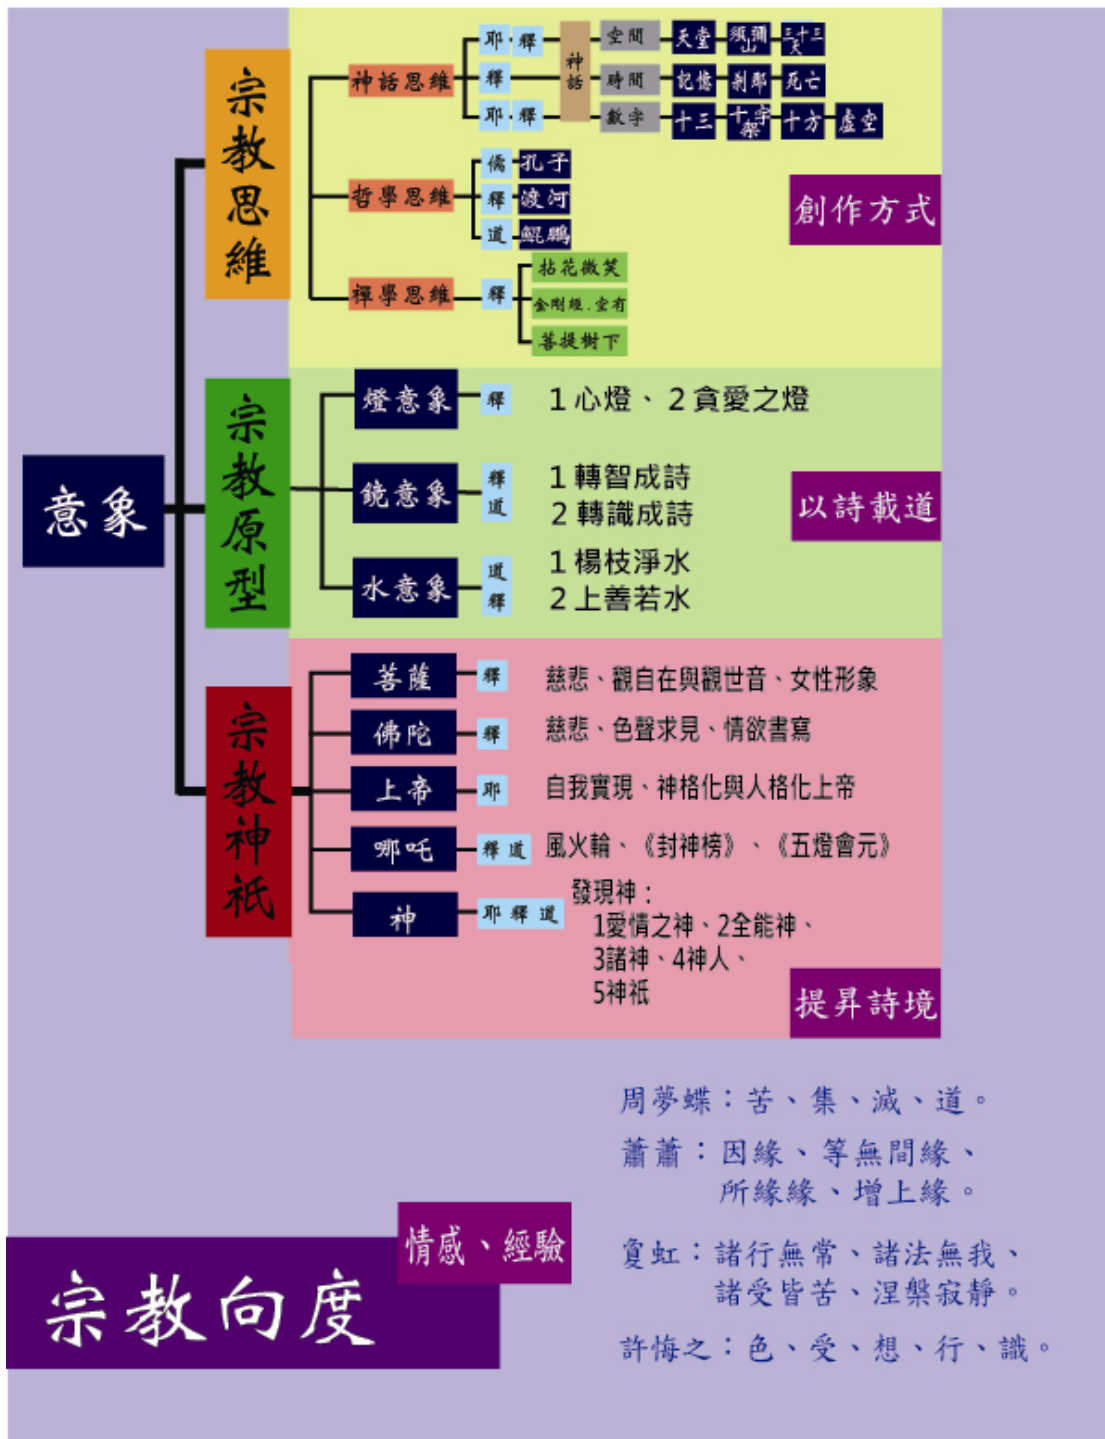 意象
宗教思維
神話思維
耶 釋 神話 空間 天堂 須彌山 三十三天
釋 時間 記憶 剎那 死亡
耶 釋 數字 十三 十字架 十方 虛空
哲學思維
儒 孔子
釋 渡河
道 鯤鵬
禪學思維 釋
拈花微笑
金剛經.空有
菩提樹下
創作方式
宗教原型
燈意象 釋 1心燈、2貪愛之燈
鏡意象 釋道
1轉智成詩
2轉識成詩
水意象 道釋
1楊枝淨水
2上善若水
以詩載道
宗教神祇
菩薩 釋 慈悲、觀自在與觀世音、女性形象
佛陀 釋 慈悲、色聲求見、情欲書寫
上帝 耶 自我實現、神格化與人格化上帝
哪吒 釋道 風火輪、《封神榜》、《五燈會元》
神 耶釋道
發現神：
1愛情之神、2全能神、
3諸神、4神人、
5神祇
提昇詩境
周夢蝶：苦、集、滅、道。
蕭蕭：因緣、等無間緣、
所緣緣、增上緣。
敻虹：諸行無常、諸法無我、
諸受皆苦、涅槃寂靜。
許悔之：色、受、想、行、識。
情感、經驗
宗教向度